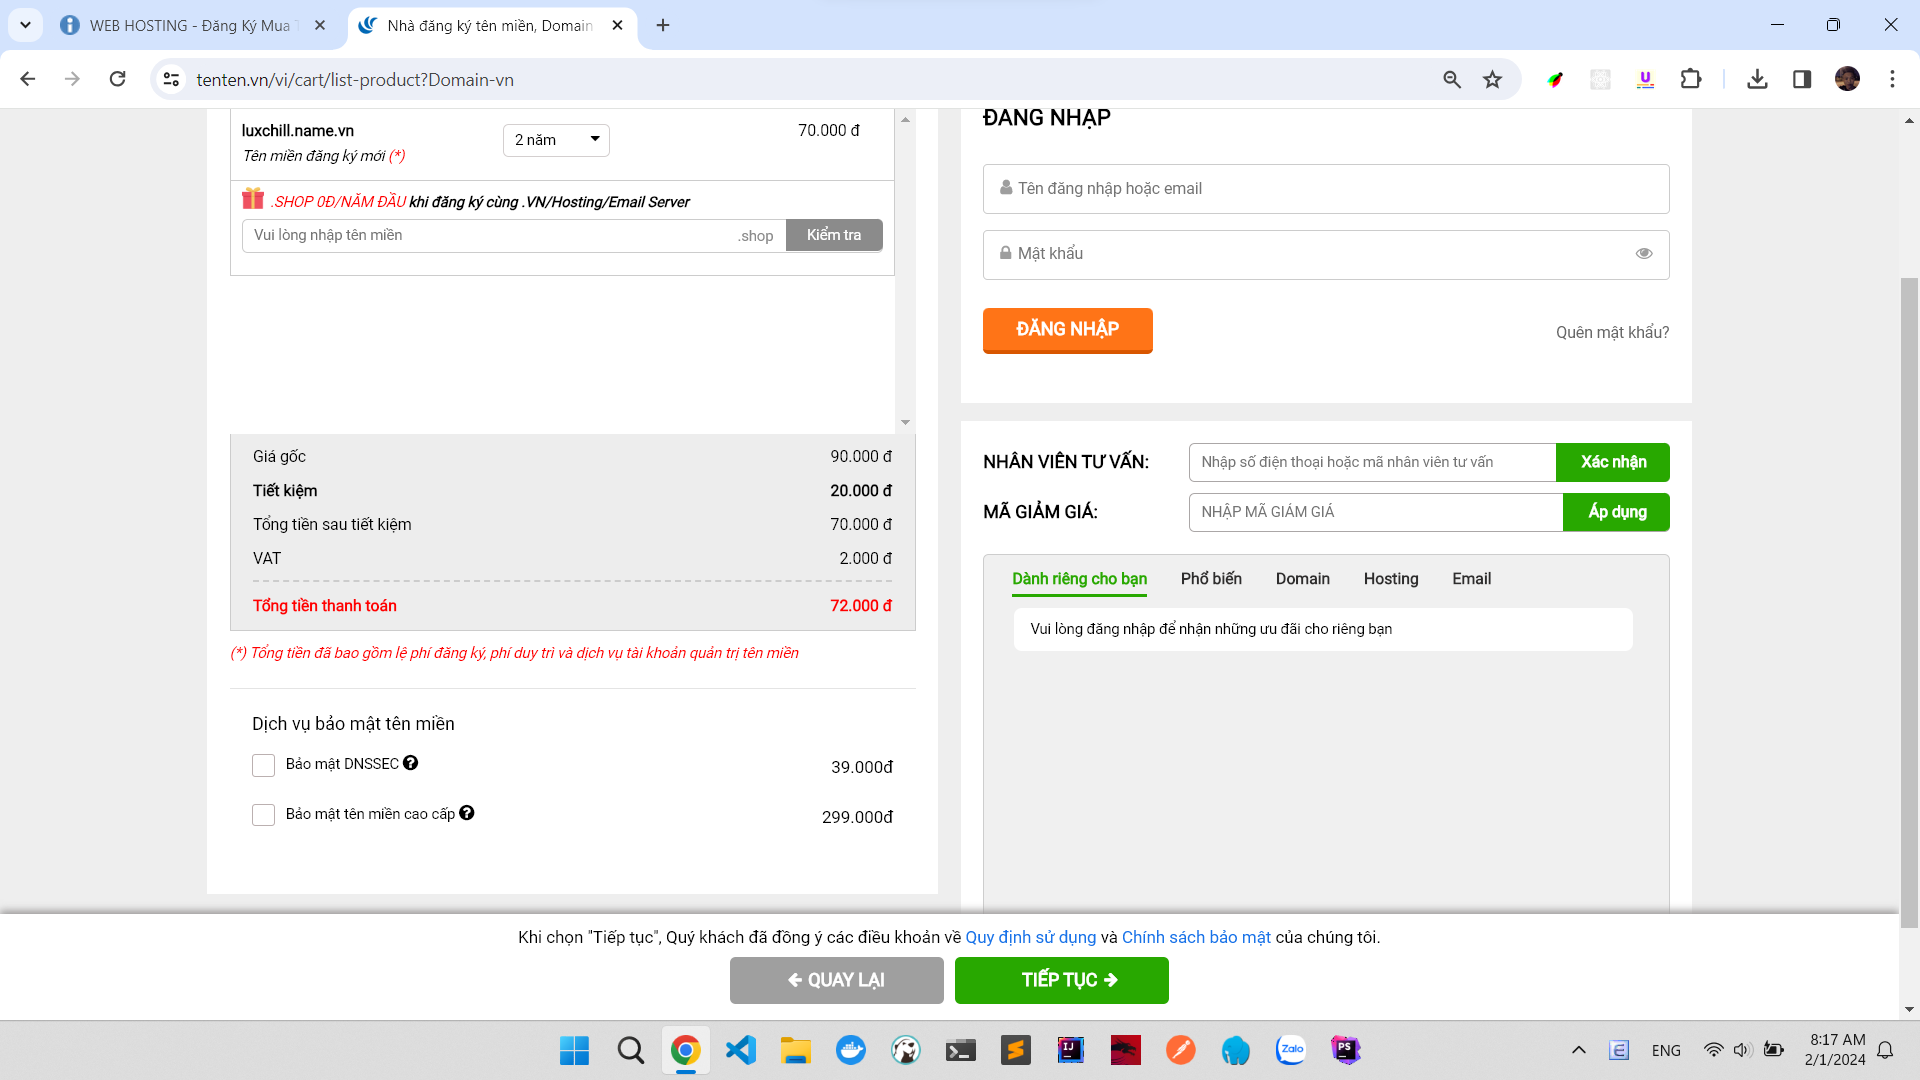 WEB HOSTING - Đăng Ký Mua T
Nhà đăng ký tên miền, Domain
tenten.vn/vi/cart/list-product?Domain-vn
luxchill.name.vn
2 năm
70.000 đ
Tên miền đăng ký mới (*)
.SHOP 0Đ/NĂM ĐẦU khi đăng ký cùng .VN/Hosting/Email Server
Vui lòng nhập tên miền
.shop
Kiểm tra
Giá gốc
90.000 đ
Tiết kiệm
20.000 đ
Tổng tiền sau tiết kiệm
70.000 đ
VAT
2.000 đ
Tổng tiền thanh toán
72.000 đ
(*) Tổng tiền đã bao gồm lệ phí đăng ký, phí duy trì và dịch vụ tài khoản quản trị tên miền
Dịch vụ bảo mật tên miền
Bảo mật DNSSEC
39.000đ
Bảo mật tên miền cao cấp
299.000đ
ĐĂNG NHẬP
Tên đăng nhập hoặc email
Mật khẩu
ĐĂNG NHẬP
Quên mật khẩu?
NHÂN VIÊN TƯ VẤN:
Nhập số điện thoại hoặc mã nhân viên tư vấn
Xác nhận
MÃ GIẢM GIÁ:
NHẬP MÃ GIẢM GIÁ
Áp dụng
Dành riêng cho bạn
Phổ biến
Domain
Hosting
Email
Vui lòng đăng nhập để nhận những ưu đãi cho riêng bạn
Khi chọn "Tiếp tục", Quý khách đã đồng ý các điều khoản về Quy định sử dụng và Chính sách bảo mật của chúng tôi.
QUAY LẠI
TIẾP TỤC
IJ
Zalo
PS
E
ENG
8:17 AM
2/1/2024